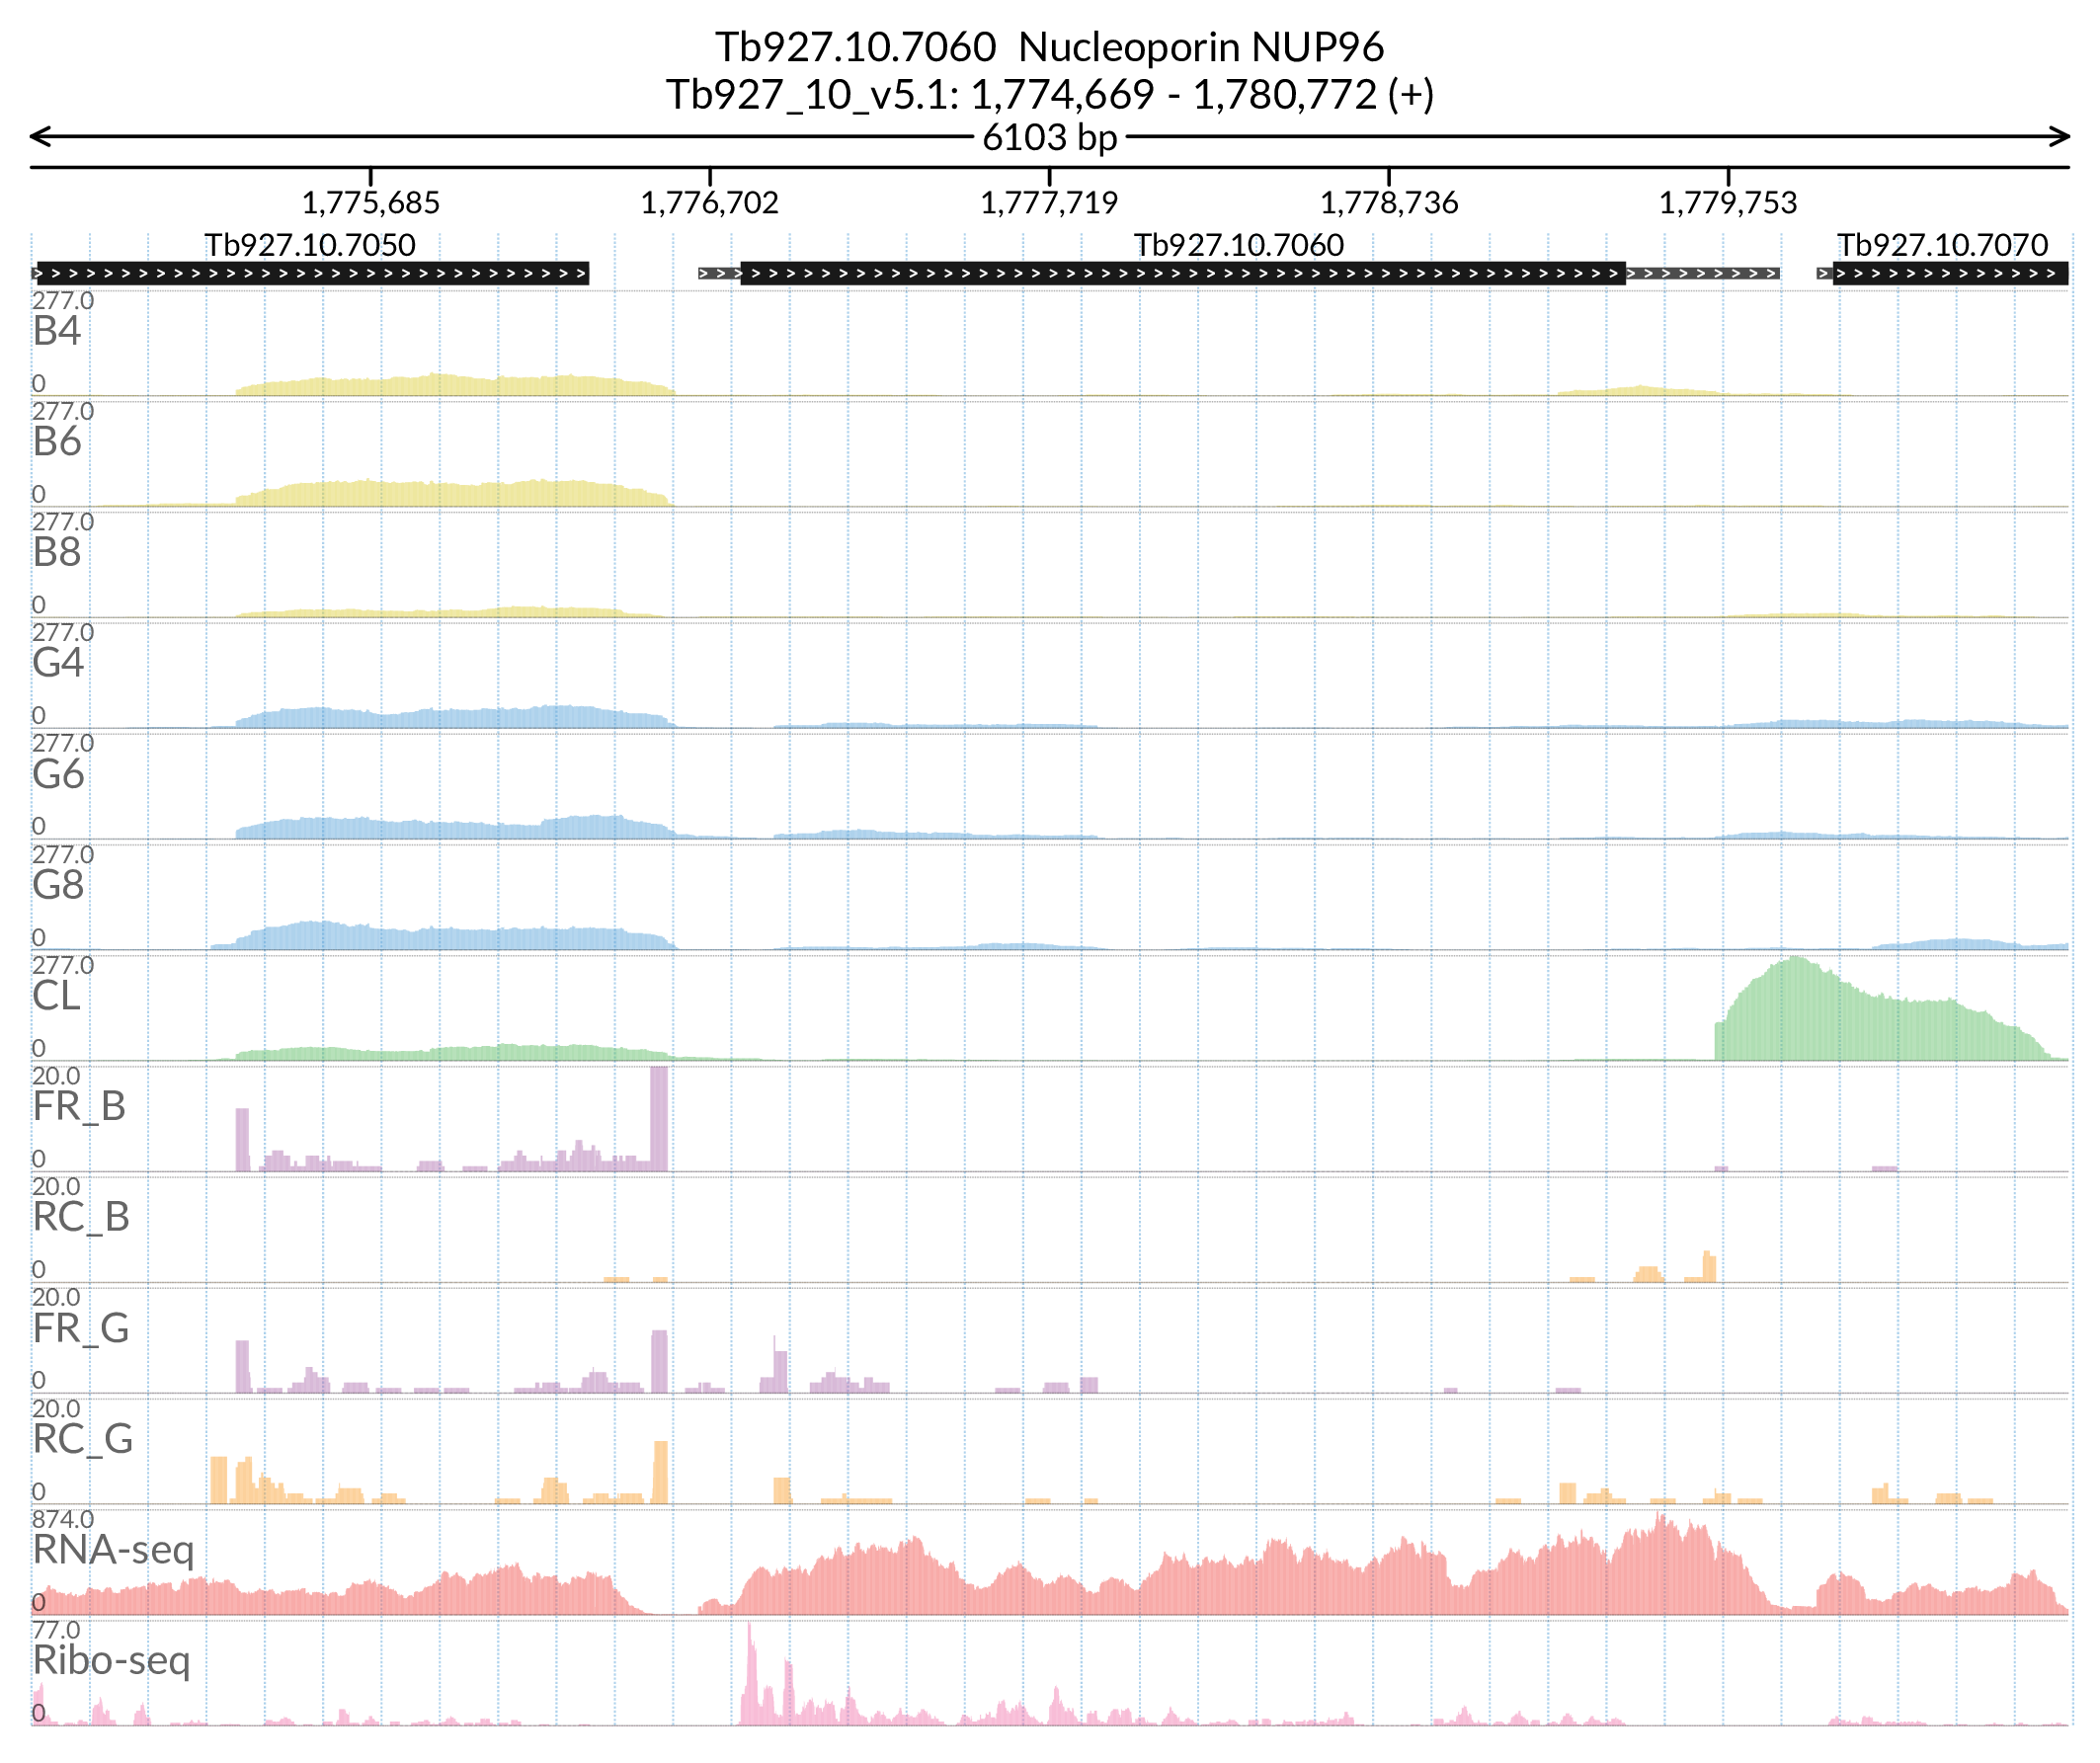 Tb927.10.7060 Nucleoporin NUP96
Tb927_10_v5.1: 1,774,669 - 1,780,772 (+)
6103 bp
1,775,685 1,776,702 1,777,719 1,778,736 1,779,753
Tb927.10.7050 Tb927.10.7060 Tb927.10.7070
277.0
B4
0
277.0
B6
0
277.0
B8
0
277.0
G4
0
277.0
G6
0
277.0
G8
0
277.0
CL
0
20.0
FR_B
0
20.0
RC_B
0
20.0
FR_G
0
20.0
RC_G
0
874.0
RNA-seq
0
77.0
Ribo-seq
0